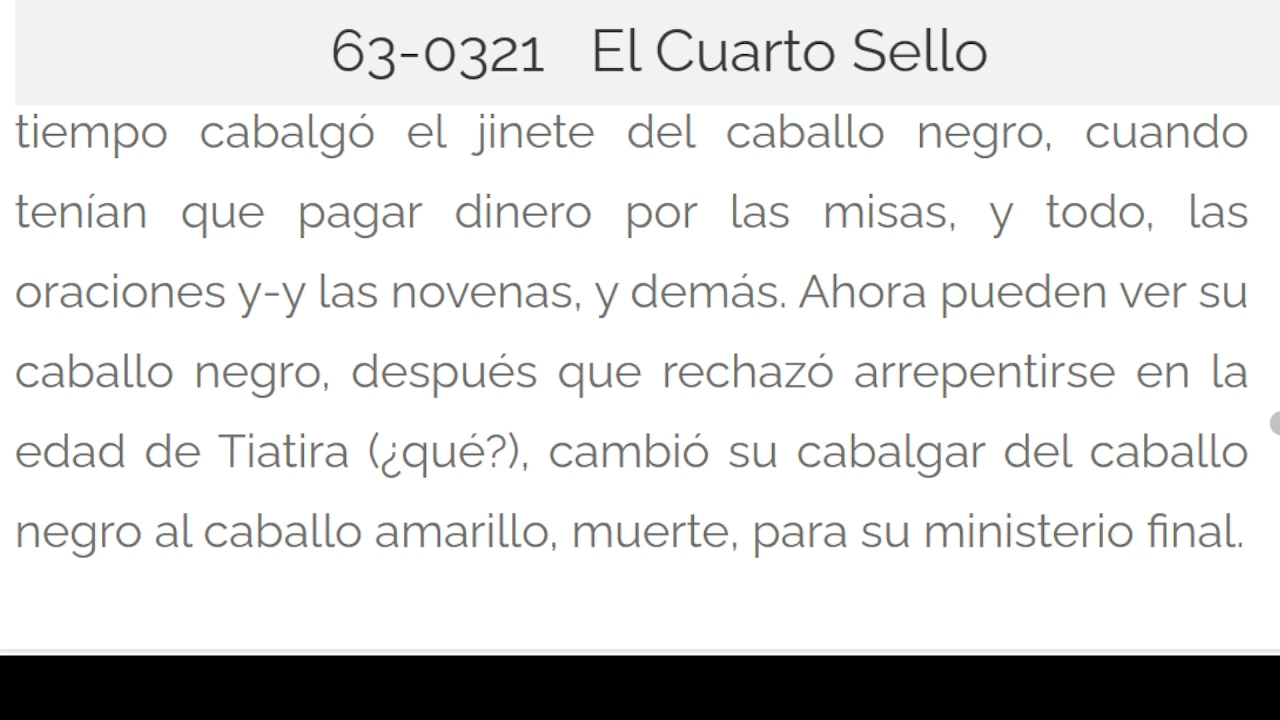 63-0321 El Cuarto Sello
tiempo cabalgó el jinete del caballo negro, cuando
tenían que pagar dinero por las misas, y todo, las
oraciones y-y las novenas, y demás. Ahora pueden ver su
caballo negro, después que rechazó arrepentirse en la
edad de Tiatira (¿qué?), cambió su cabalgar del caballo
negro al caballo amarillo, muerte, para su ministerio final.